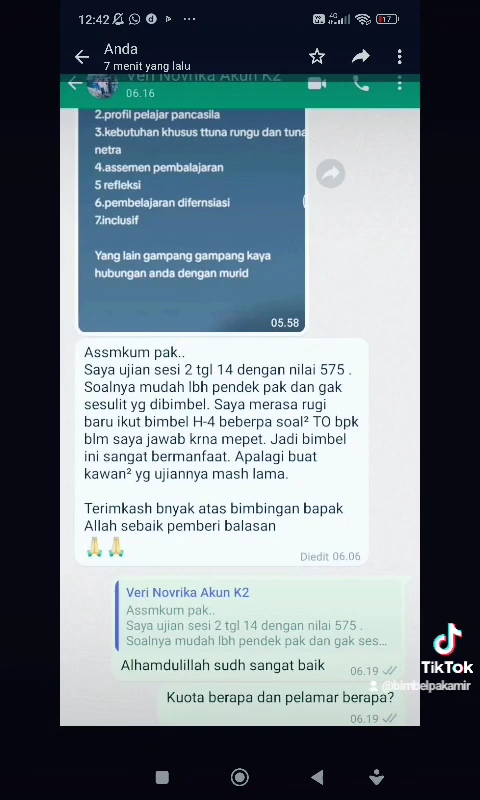 12:42
4G
17
Anda
7 menit yang lalu
Veri Novrika Akun K2
06.16
2.profil pelajar pancasila
3.kebutuhan khusus ttuna rungu dan tuna
netra
4.assemen pembalajaran
5 refleksi
6.pembelajaran difernsiasi
7.inclusif
Yang lain gampang gampang kaya
hubungan anda dengan murid
05.58
Assmkum pak..
Saya ujian sesi 2 tgl 14 dengan nilai 575 .
Soalnya mudah lbh pendek pak dan gak
sesulit yg dibimbel. Saya merasa rugi
baru ikut bimbel H-4 beberpa soal² TO bpk
blm saya jawab krna mepet. Jadi bimbel
ini sangat bermanfaat. Apalagi buat
kawan² yg ujiannya mash lama.
Terimkash bnyak atas bimbingan bapak
Allah sebaik pemberi balasan
🙏🙏
Diedit 06.06
Veri Novrika Akun K2
Assmkum pak..
Saya ujian sesi 2 tgl 14 dengan nilai 575 .
Soalnya mudah lbh pendek pak dan gak ses...
Alhamdulillah sudh sangat baik
06.19
Kuota berapa dan pelamar berapa?
06.19
TikTok
@bimbelpakamir